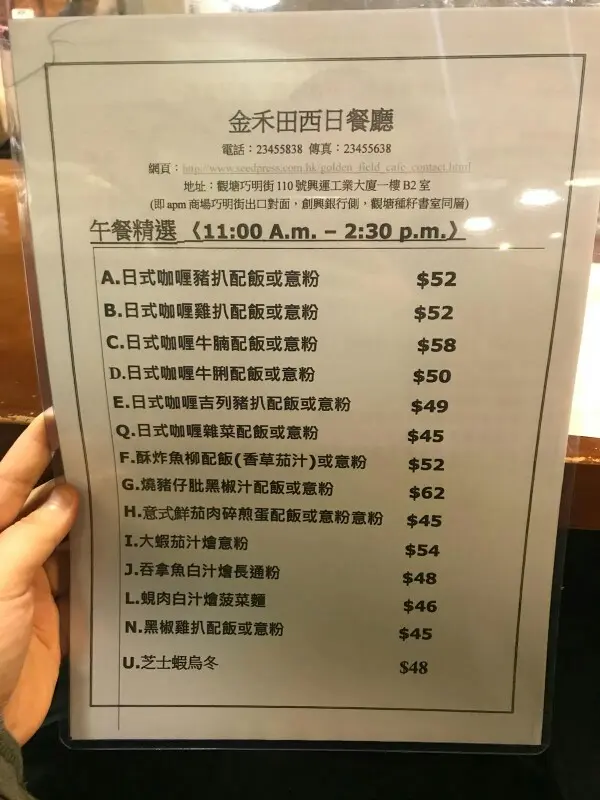 金禾田西日餐廳
電話：23455838 傳真：23455638
網頁：http://www.seedpress.com.hk/golden_field_cafe_contact.html
地址：觀塘巧明街 110 號興運工業大廈一樓 B2 室
(即 apm 商場巧明街出口對面，創興銀行側，觀塘種籽書室同層)
午餐精選《11:00 A.m. – 2:30 p.m.》
A.日式咖喱豬扒配飯或意粉 $52
B.日式咖喱雞扒配飯或意粉 $52
C.日式咖喱牛腩配飯或意粉 $58
D.日式咖喱牛脷配飯或意粉 $50
E.日式咖喱吉列豬扒配飯或意粉 $49
Q.日式咖喱雜菜配飯或意粉 $45
F.酥炸魚柳配飯(香草茄汁)或意粉 $52
G.燒豬仔肶黑椒汁配飯或意粉 $62
H.意式鮮茄肉碎煎蛋配飯或意粉意粉 $45
I.大蝦茄汁燴意粉 $54
J.吞拿魚白汁燴長通粉 $48
L.蜆肉白汁燴菠菜麵 $46
N.黑椒雞扒配飯或意粉 $45
U.芝士蝦烏冬 $48